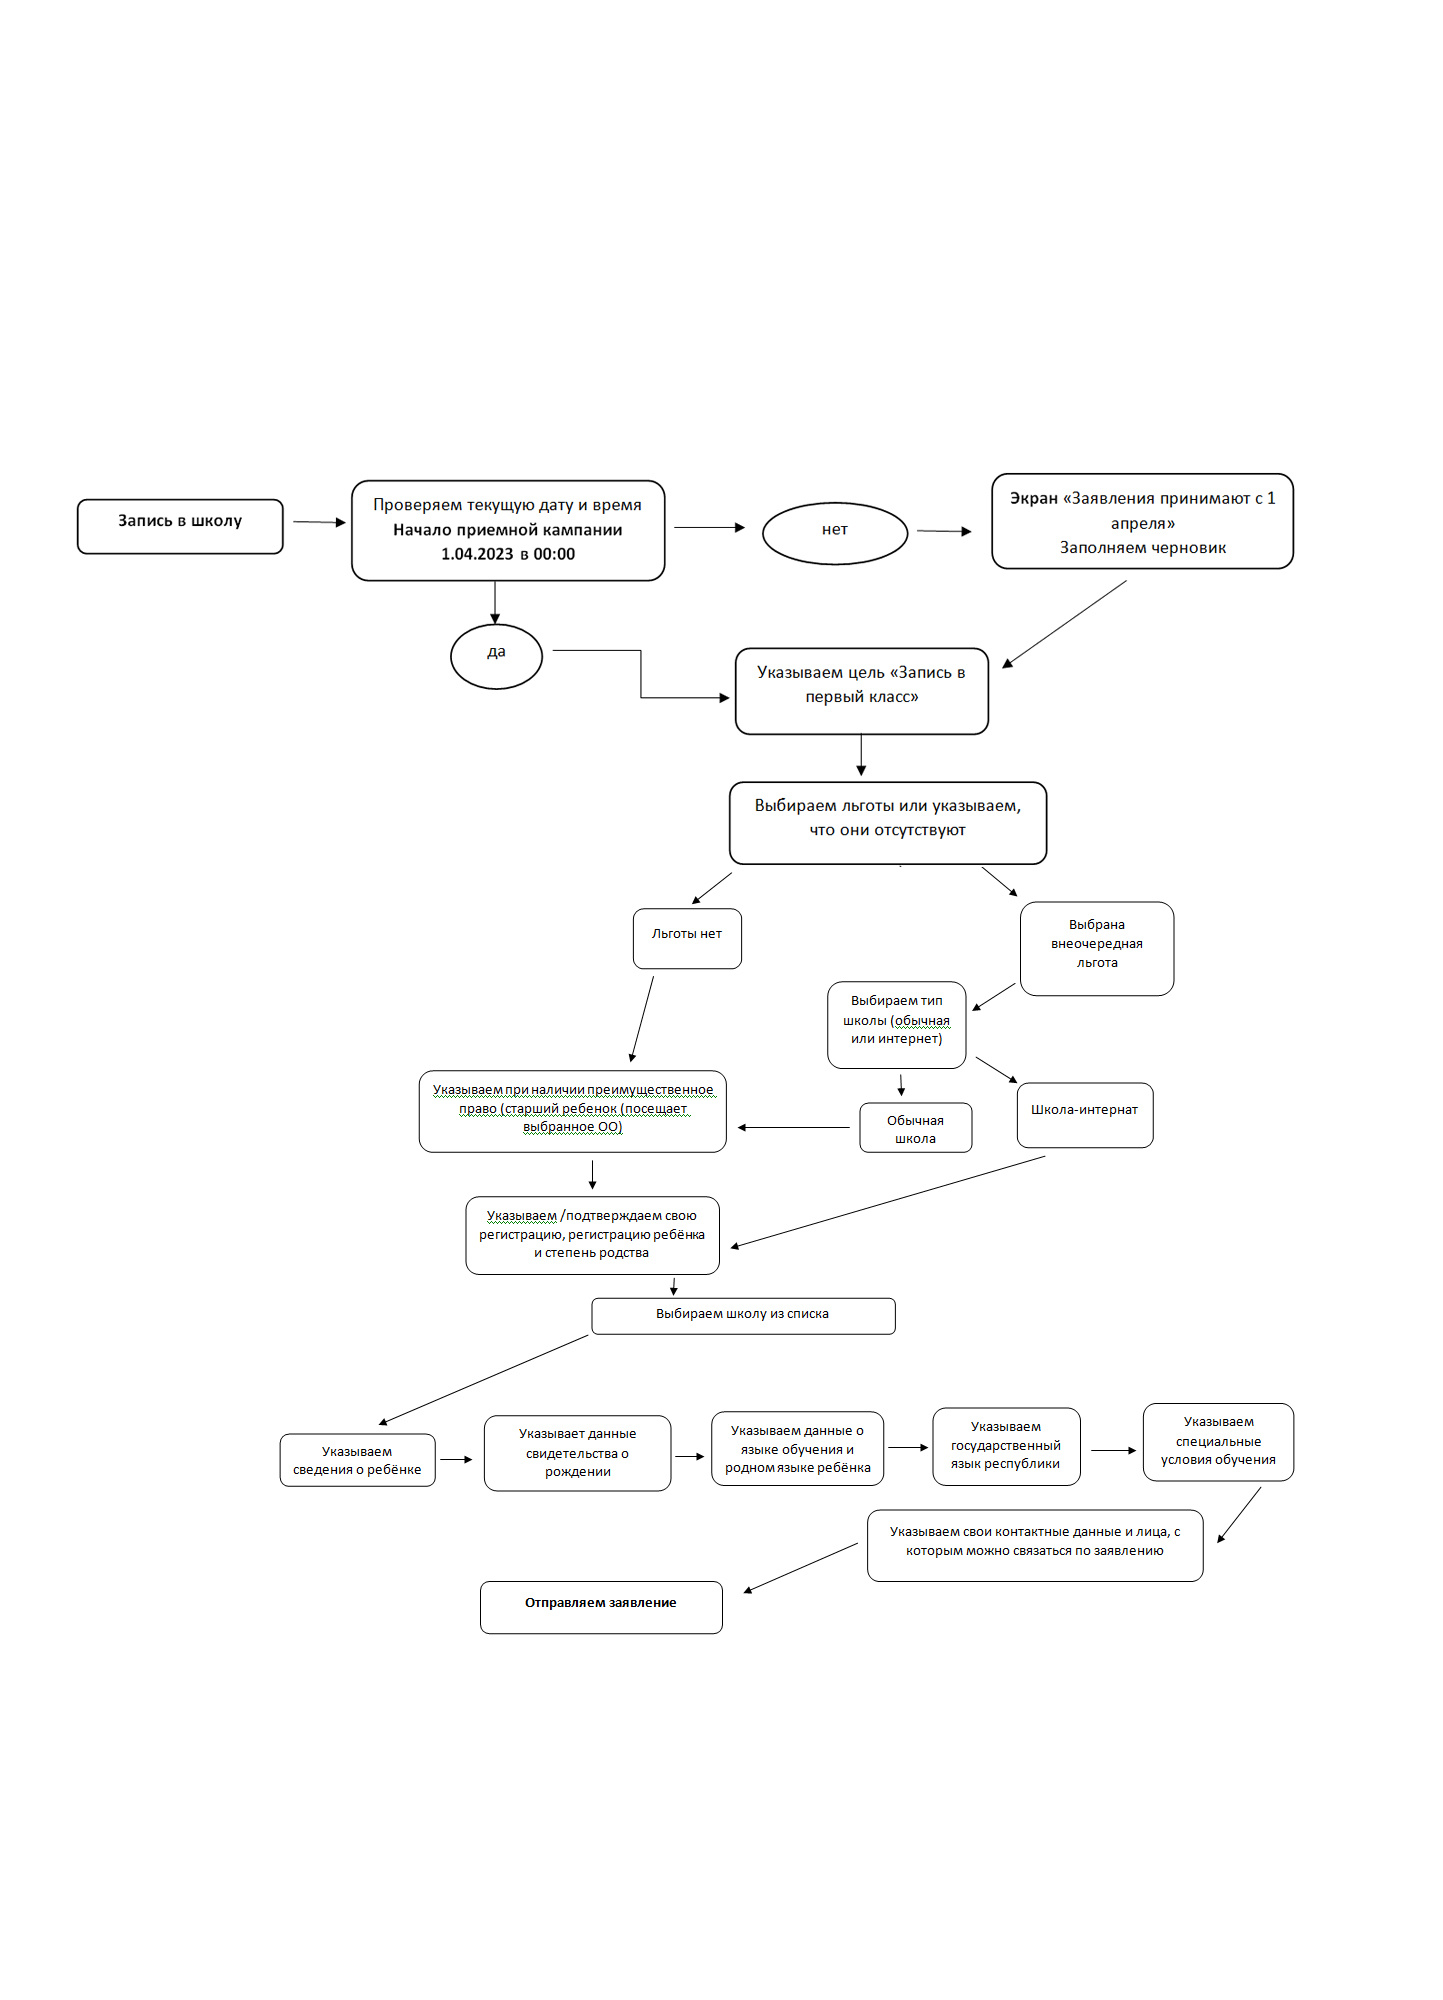 Запись в школу
Проверяем текущую дату и время
Начало приемной кампании
1.04.2023 в 00:00
нет
Экран «Заявления принимают с 1
апреля»
Заполняем черновик
да
Указываем цель «Запись в
первый класс»
Выбираем льготы или указываем,
что они отсутствуют
Льготы нет
Выбрана
внеочередная
льгота
Выбираем тип
школы (обычная
или интернет)
Указываем при наличии преимущественное
право (старший ребенок (посещает
выбранное ОО)
Обычная
школа
Школа-интернат
Указываем /подтверждаем свою
регистрацию, регистрацию ребёнка
и степень родства
Выбираем школу из списка
Указываем
сведения о ребёнке
Указывает данные
свидетельства о
рождении
Указываем данные о
языке обучения и
родном языке ребёнка
Указываем
государственный
язык республики
Указываем
специальные
условия обучения
Указываем свои контактные данные и лица, с
которым можно связаться по заявлению
Отправляем заявление